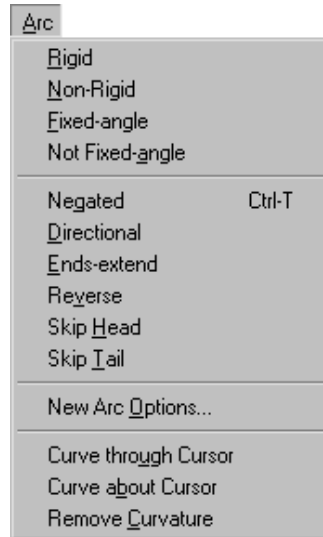 Arc
Rigid
Non-Rigid
Fixed-angle
Not Fixed-angle
Negated Ctrl-T
Directional
Ends-extend
Reverse
Skip Head
Skip Tail
New Arc Options...
Curve through Cursor
Curve about Cursor
Remove Curvature